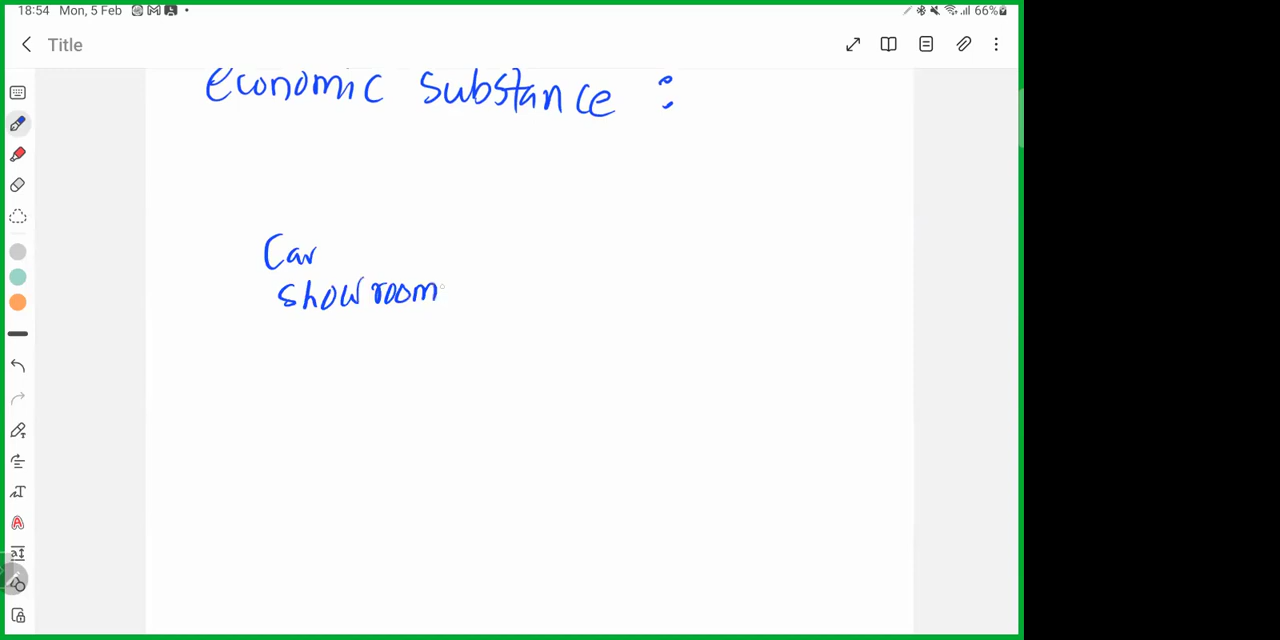 18:54 Mon, 5 Feb 66%
Title
Economic substance :
Car
showroom